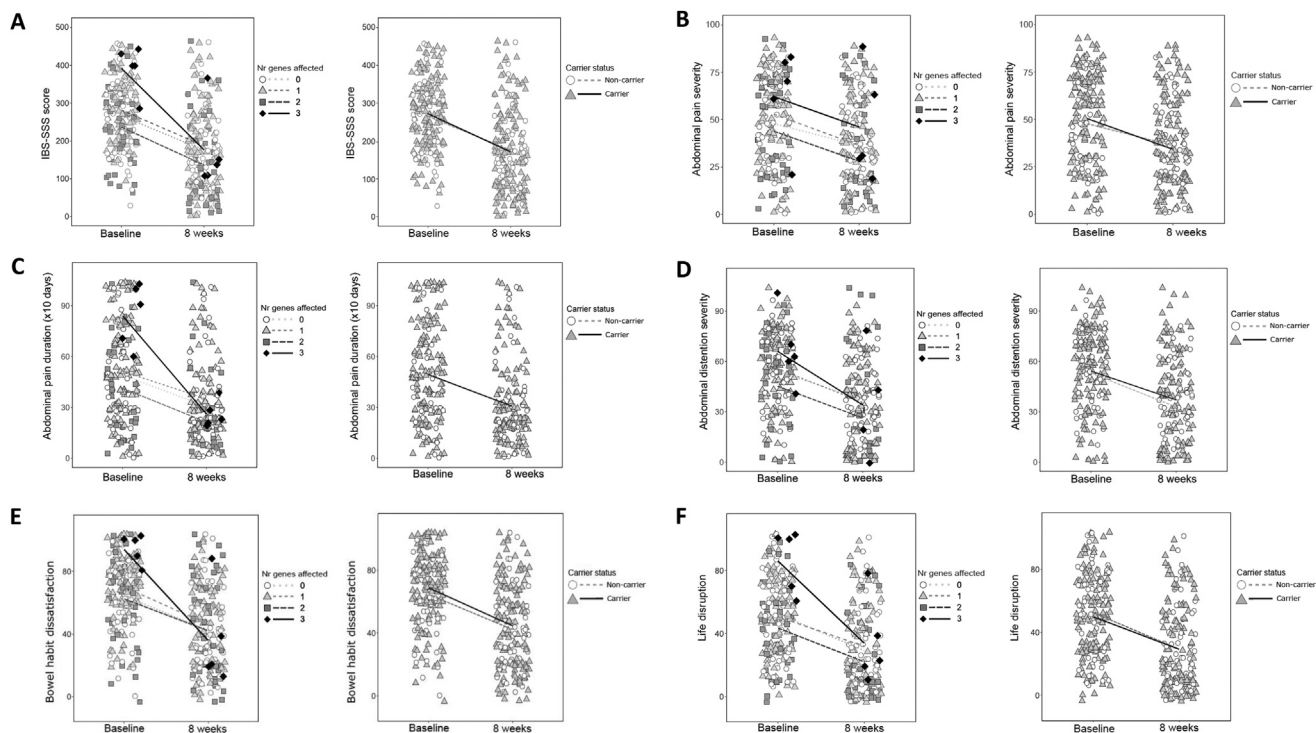 A
IBS-SSS score
500
400
300
200
100
0
Baseline
8 weeks
Nr genes affected
0
1
2
3
IBS-SSS score
500
400
300
200
100
0
Baseline
8 weeks
Carrier status
Non-carrier
Carrier
B
Abdominal pain severity
100
75
50
25
0
Baseline
8 weeks
Nr genes affected
0
1
2
3
Abdominal pain severity
100
75
50
25
0
Baseline
8 weeks
Carrier status
Non-carrier
Carrier
C
Abdominal pain duration (x10 days)
90
60
30
0
Baseline
8 weeks
Nr genes affected
0
1
2
3
Abdominal pain duration (x10 days)
90
60
30
0
Baseline
8 weeks
Carrier status
Non-carrier
Carrier
D
Abdominal distention severity
90
60
30
0
Baseline
8 weeks
Nr genes affected
0
1
2
3
Abdominal distention severity
90
60
30
0
Baseline
8 weeks
Carrier status
Non-carrier
Carrier
E
Bowel habit dissatisfaction
80
40
0
Baseline
8 weeks
Nr genes affected
0
1
2
3
Bowel habit dissatisfaction
80
40
0
Baseline
8 weeks
Carrier status
Non-carrier
Carrier
F
Life disruption
80
40
0
Baseline
8 weeks
Nr genes affected
0
1
2
3
Life disruption
80
40
0
Baseline
8 weeks
Carrier status
Non-carrier
Carrier